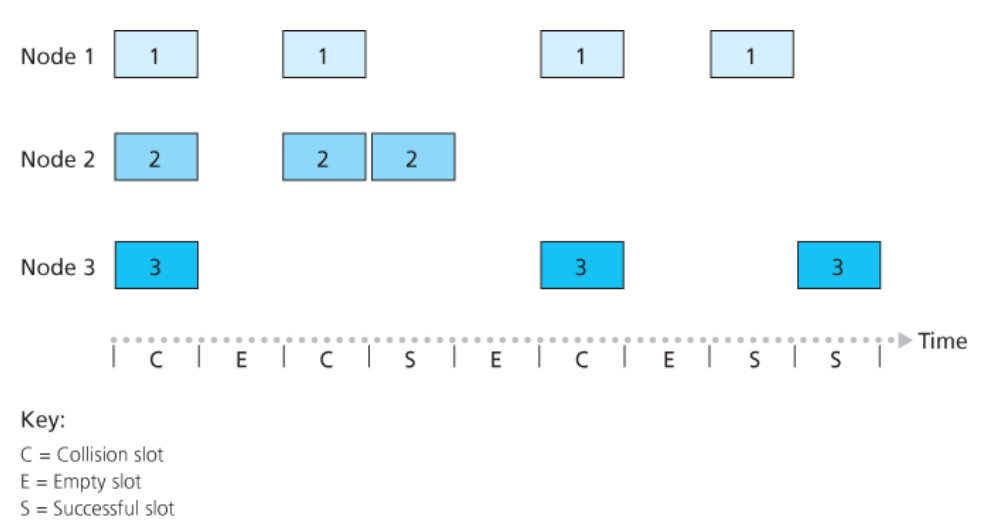 Node 1 1 1 1 1
Node 2 2 2 2
Node 3 3 3 3
Time
C E C S E C E S S
Key:
C = Collision slot
E = Empty slot
S = Successful slot